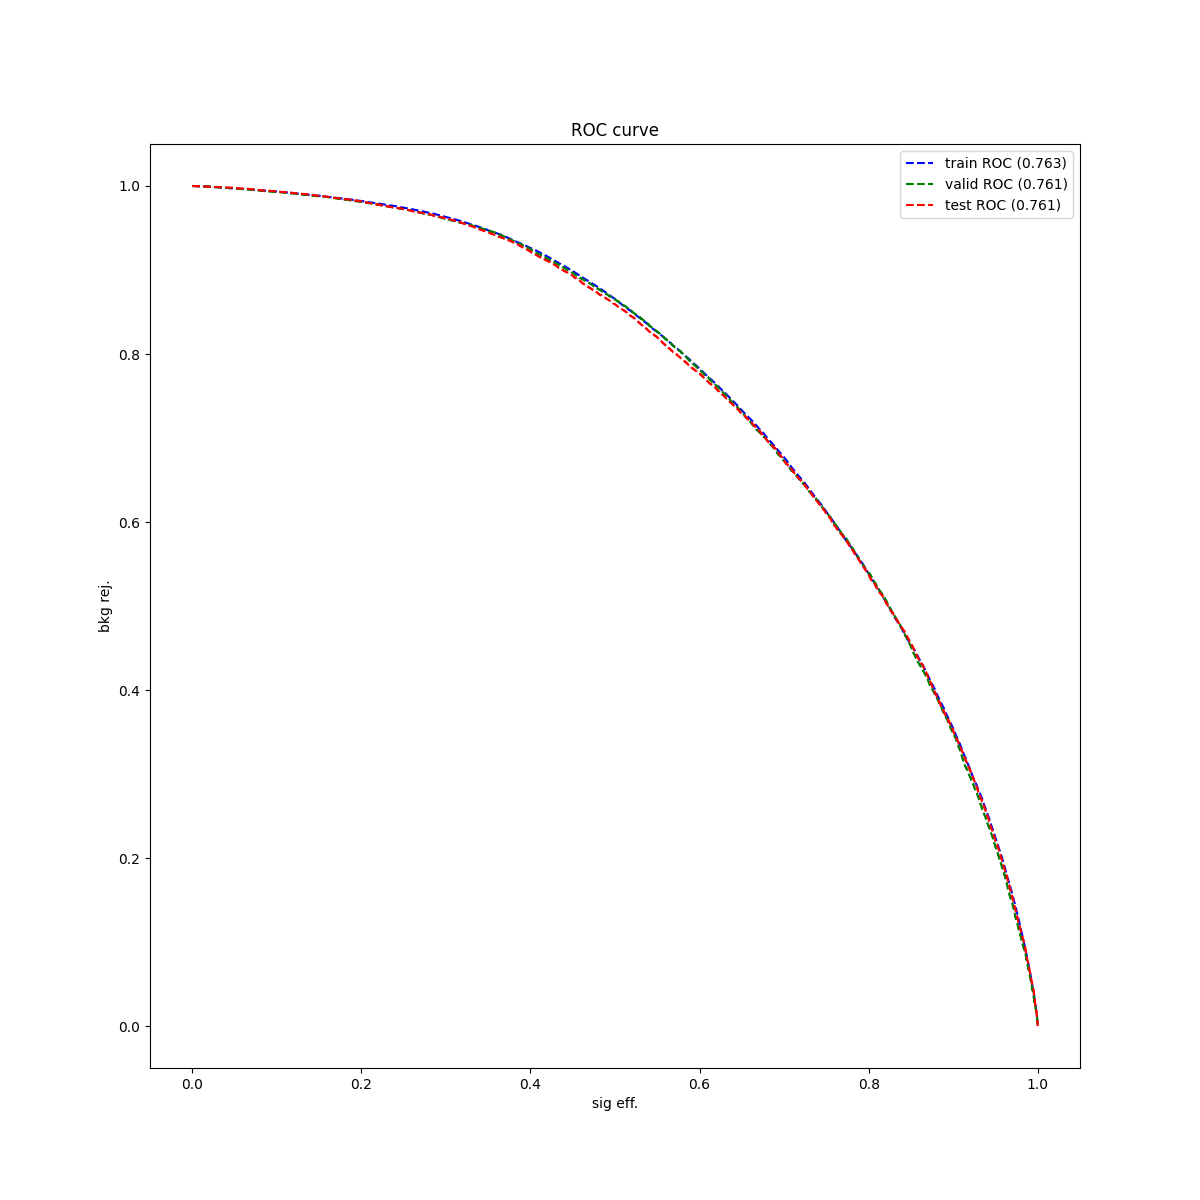 ROC curve
train ROC (0.763)
valid ROC (0.761)
test ROC (0.761)
1.0
0.8
0.6
0.4
0.2
0.0
bkg rej.
0.0 0.2 0.4 0.6 0.8 1.0
sig eff.